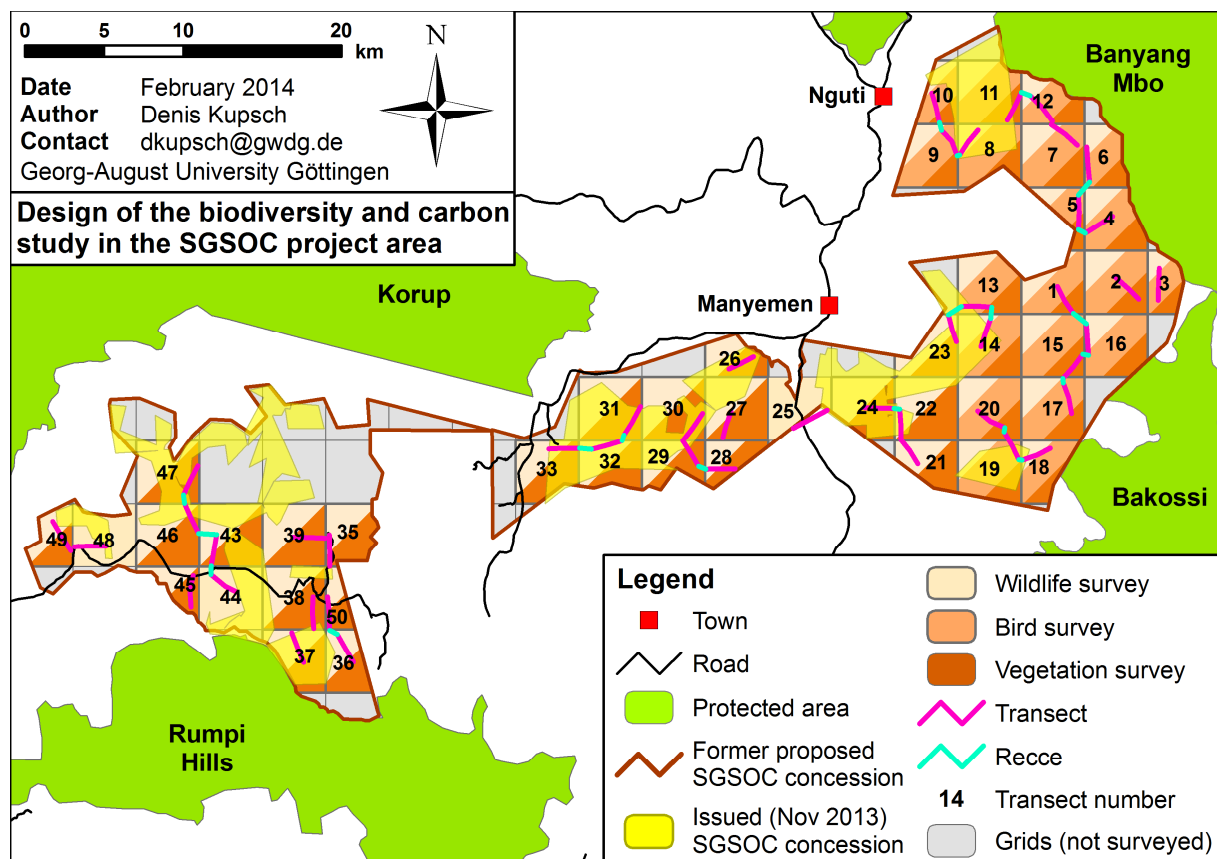 0 5 10 20
km
N
Date February 2014
Author Denis Kupsch
Contact dkupsch@gwdg.de
Georg-August University Göttingen
Design of the biodiversity and carbon
study in the SGSOC project area
Banyang
Mbo
Nguti
Korup
Manyemen
Bakossi
Rumpi
Hills
10 11 12
9 8 7 6
5 4
13 1 2 3
23 14 15 16
26
31 30 27 25 24 22 20 17
33 32 29 28 21 19 18
47
49 48 46 43 39 35
45 44 38 50
37 36
Legend
Town
Road
Protected area
Former proposed
SGSOC concession
Issued (Nov 2013)
SGSOC concession
Wildlife survey
Bird survey
Vegetation survey
Transect
Recce
14 Transect number
Grids (not surveyed)